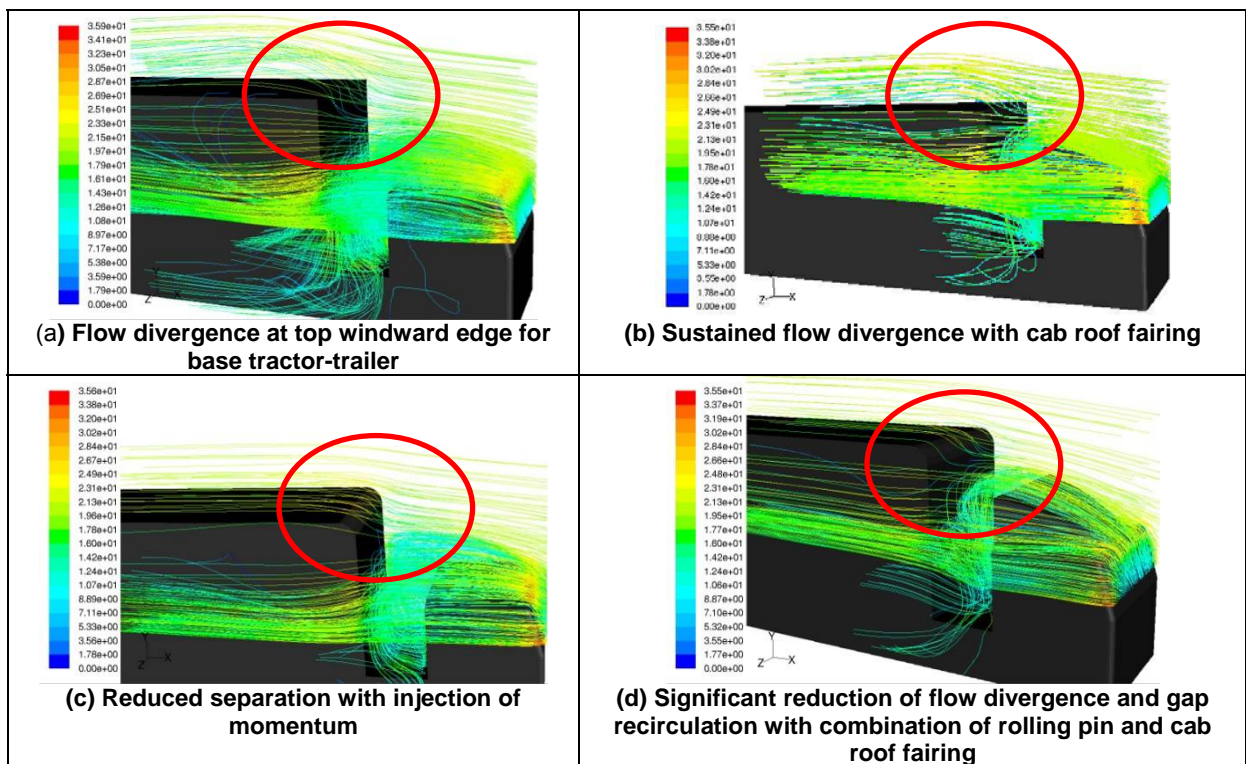 3.59e+01
3.41e+01
3.23e+01
3.05e+01
2.87e+01
2.69e+01
2.51e+01
2.33e+01
2.15e+01
1.97e+01
1.79e+01
1.61e+01
1.43e+01
1.26e+01
1.08e+01
8.97e+00
7.17e+00
5.38e+00
3.59e+00
1.79e+00
0.00e+00
Z X
(a) Flow divergence at top windward edge for
base tractor-trailer
3.55e+01
3.38e+01
3.20e+01
3.02e+01
2.84e+01
2.66e+01
2.49e+01
2.31e+01
2.13e+01
1.95e+01
1.78e+01
1.60e+01
1.42e+01
1.24e+01
1.07e+01
8.88e+00
7.11e+00
5.33e+00
3.55e+00
1.78e+00
0.00e+00
Y
Z X
(b) Sustained flow divergence with cab roof fairing
3.56e+01
3.38e+01
3.20e+01
3.02e+01
2.84e+01
2.67e+01
2.49e+01
2.31e+01
2.13e+01
1.96e+01
1.78e+01
1.60e+01
1.42e+01
1.24e+01
1.07e+01
8.89e+00
7.11e+00
5.33e+00
3.56e+00
1.78e+00
0.00e+00
Y
Z X
(c) Reduced separation with injection of
momentum
3.55e+01
3.37e+01
3.19e+01
3.02e+01
2.84e+01
2.66e+01
2.48e+01
2.31e+01
2.13e+01
1.95e+01
1.77e+01
1.60e+01
1.42e+01
1.24e+01
1.06e+01
8.87e+00
7.10e+00
5.32e+00
3.55e+00
1.77e+00
0.00e+00
Y
Z X
(d) Significant reduction of flow divergence and gap
recirculation with combination of rolling pin and cab
roof fairing